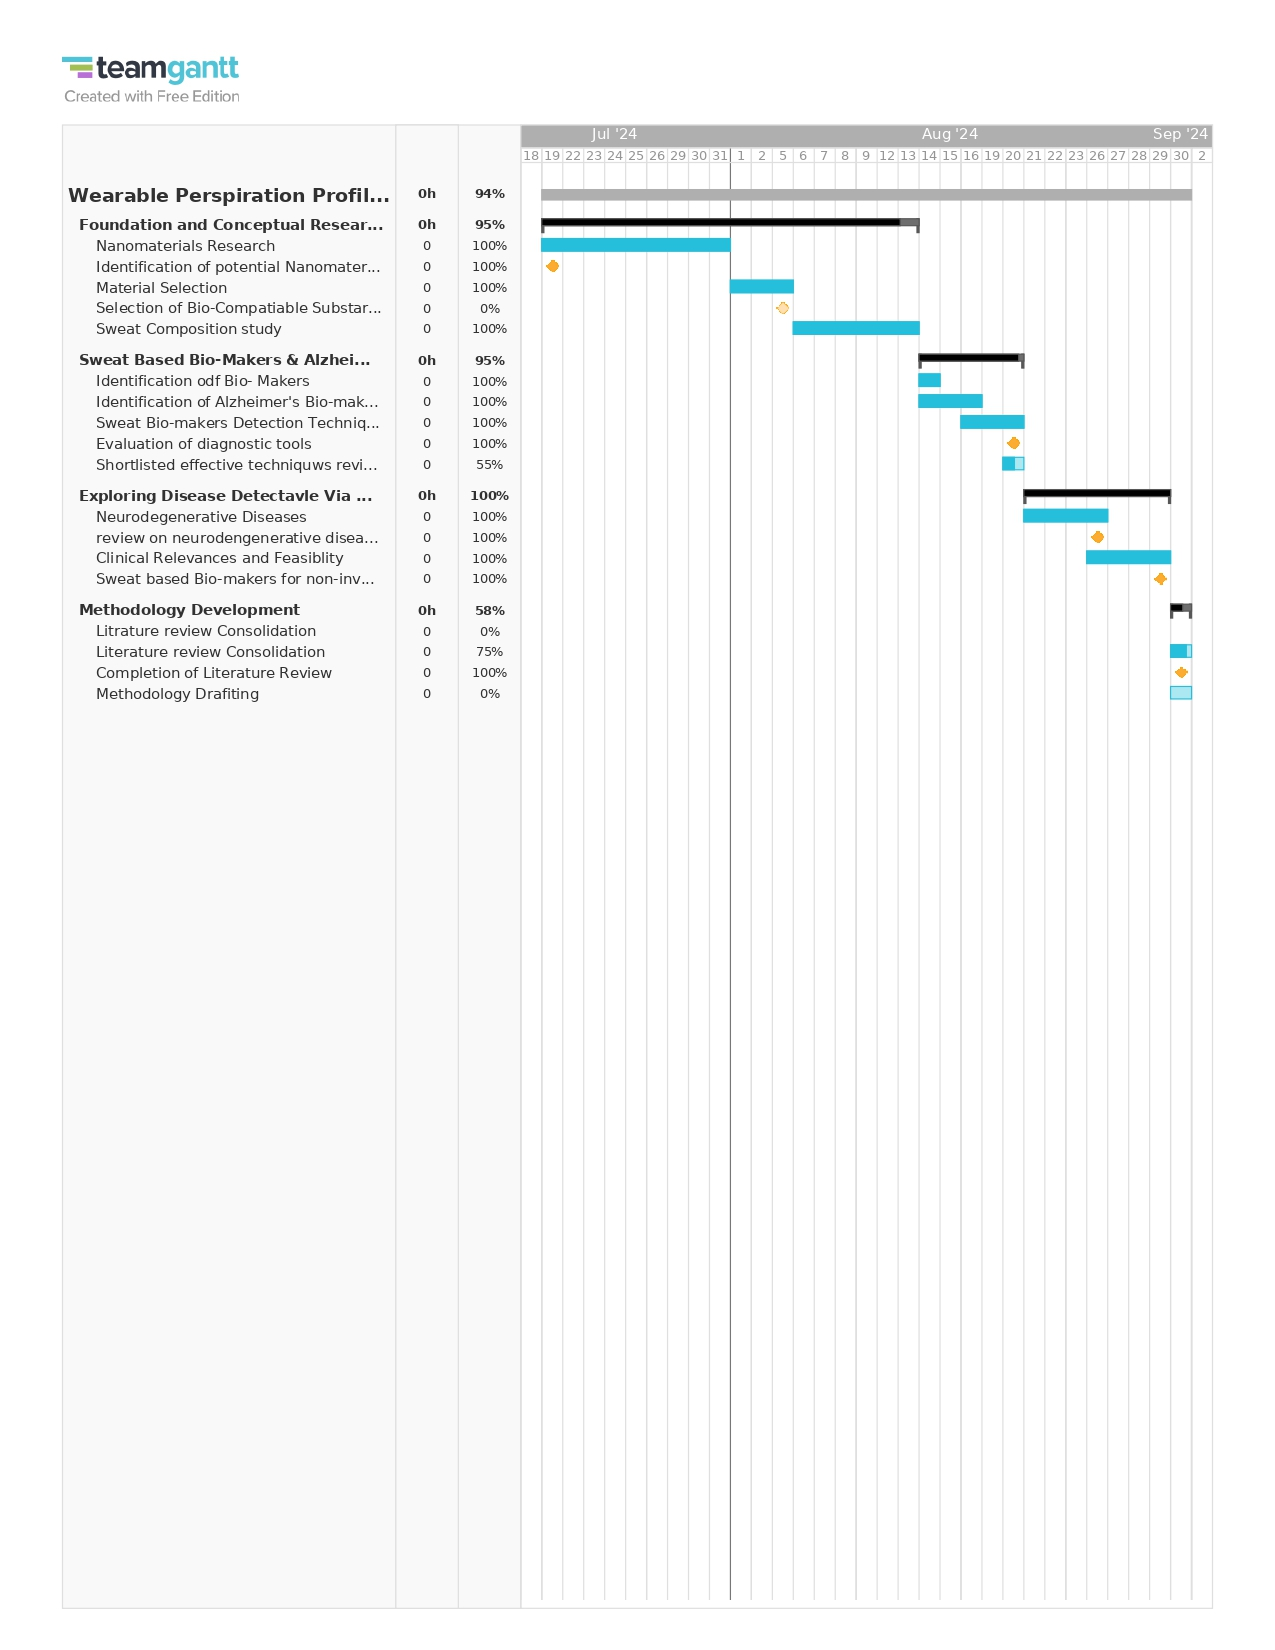 teamgantt
Created with Free Edition
Jul '24 Aug '24 Sep '24
18 19 22 23 24 25 26 29 30 31 1 2 5 6 7 8 9 12 13 14 15 16 19 20 21 22 23 26 27 28 29 30 2
Wearable Perspiration Profil... 0h 94%
Foundation and Conceptual Resear... 0h 95%
Nanomaterials Research 0 100%
Identification of potential Nanomater... 0 100%
Material Selection 0 100%
Selection of Bio-Compatiable Substar... 0 0%
Sweat Composition study 0 100%
Sweat Based Bio-Makers & Alzhei... 0h 95%
Identification odf Bio- Makers 0 100%
Identification of Alzheimer's Bio-mak... 0 100%
Sweat Bio-makers Detection Techniq... 0 100%
Evaluation of diagnostic tools 0 100%
Shortlisted effective techniquws revi... 0 55%
Exploring Disease Detectavle Via ... 0h 100%
Neurodegenerative Diseases 0 100%
review on neurodengenerative disea... 0 100%
Clinical Relevances and Feasiblity 0 100%
Sweat based Bio-makers for non-inv... 0 100%
Methodology Development 0h 58%
Litrature review Consolidation 0 0%
Literature review Consolidation 0 75%
Completion of Literature Review 0 100%
Methodology Drafiting 0 0%